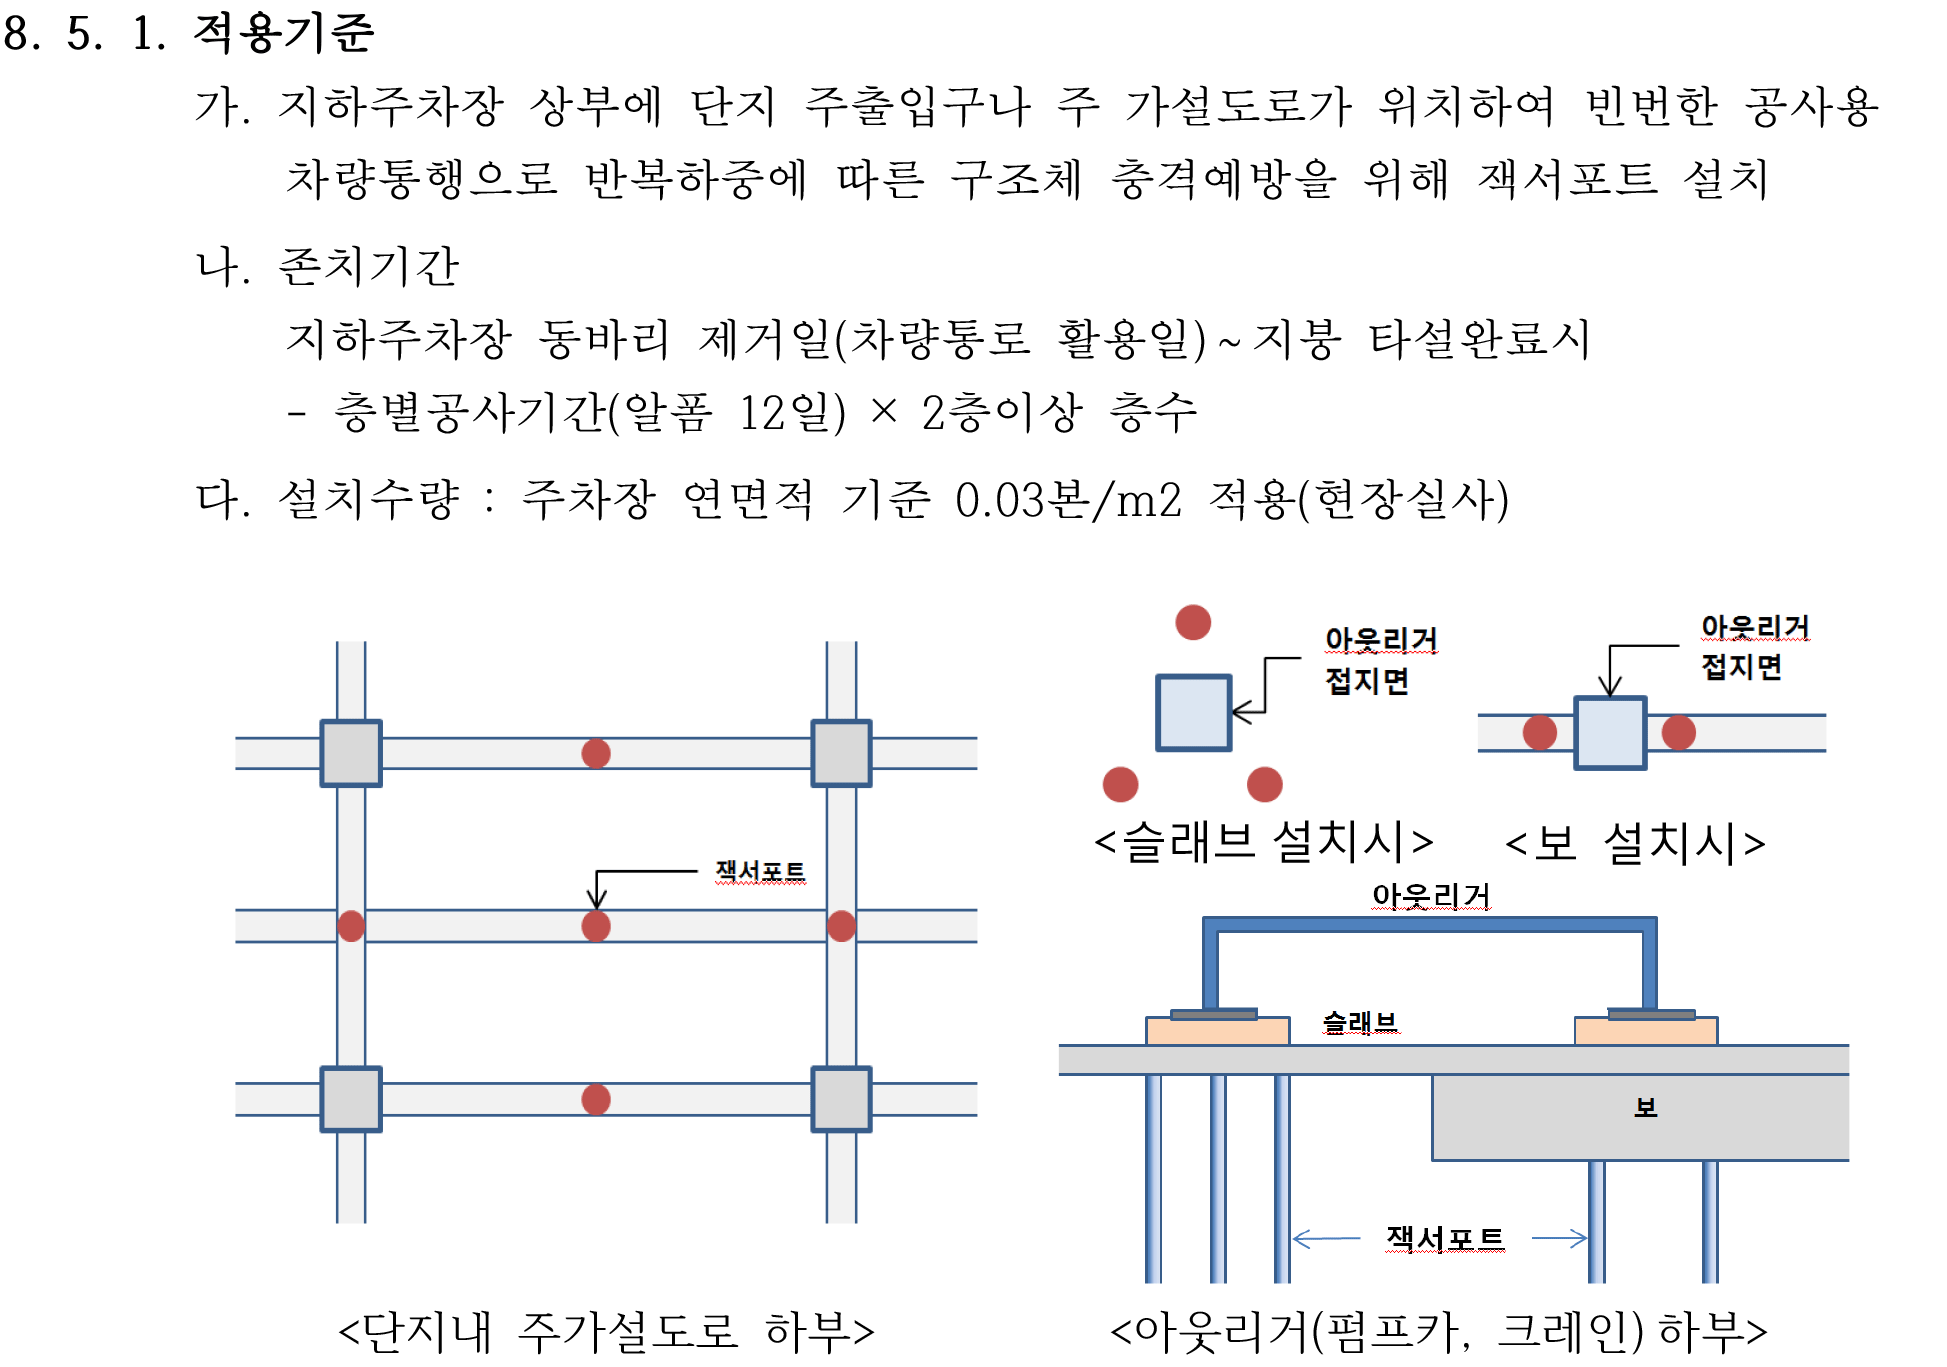 8. 5. 1. 적용기준
가. 지하주차장 상부에 단지 주출입구나 주 가설도로가 위치하여 빈번한 공사용
차량통행으로 반복하중에 따른 구조체 충격예방을 위해 잭서포트 설치
나. 존치기간
지하주차장 동바리 제거일(차량통로 활용일)~지붕 타설완료시
- 층별공사기간(알폼 12일) × 2층이상 층수
다. 설치수량 : 주차장 연면적 기준 0.03본/m2 적용(현장실사)
잭서포트
<단지내 주가설도로 하부>
아웃리거
접지면
<슬래브 설치시>
아웃리거
접지면
<보 설치시>
아웃리거
슬래브
보
잭서포트
<아웃리거(펌프카, 크레인)하부>